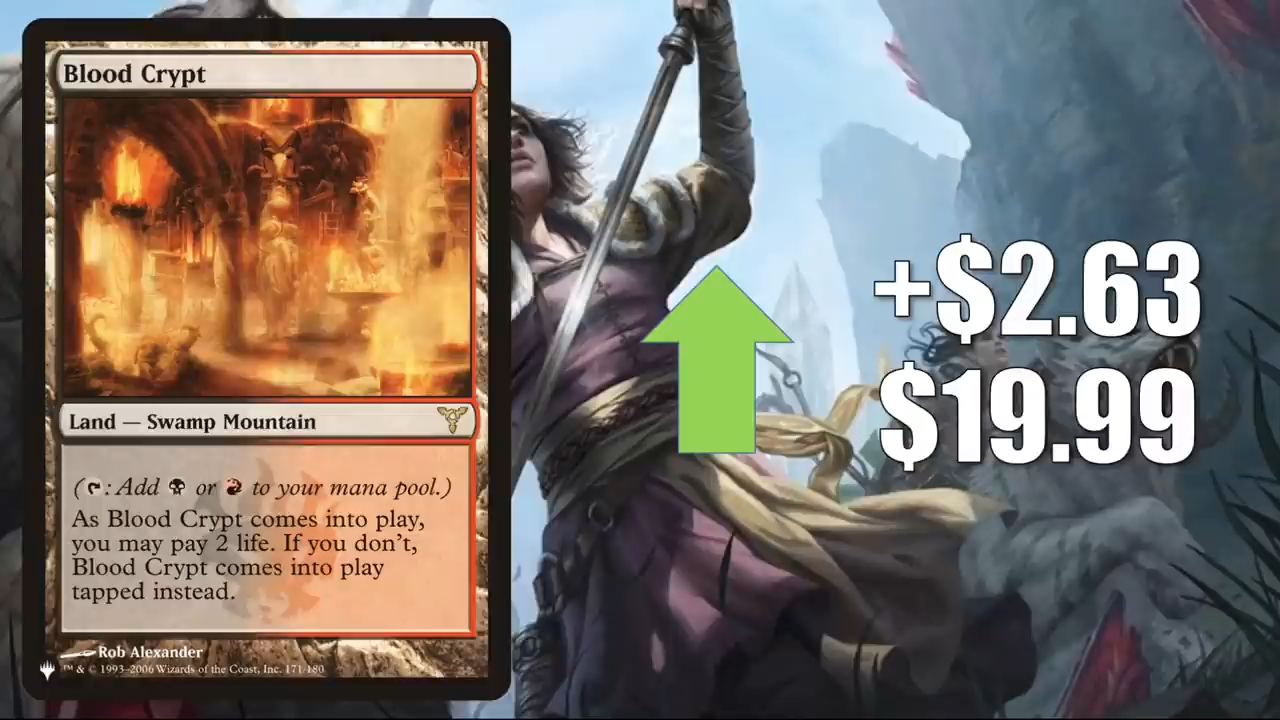 Blood Crypt
Land — Swamp Mountain
( : Add or to your mana pool.)
As Blood Crypt comes into play,
you may pay 2 life. If you don't,
Blood Crypt comes into play
tapped instead.
Rob Alexander
™ & © 1993–2006 Wizards of the Coast, Inc. 171/180
+$2.63
$19.99